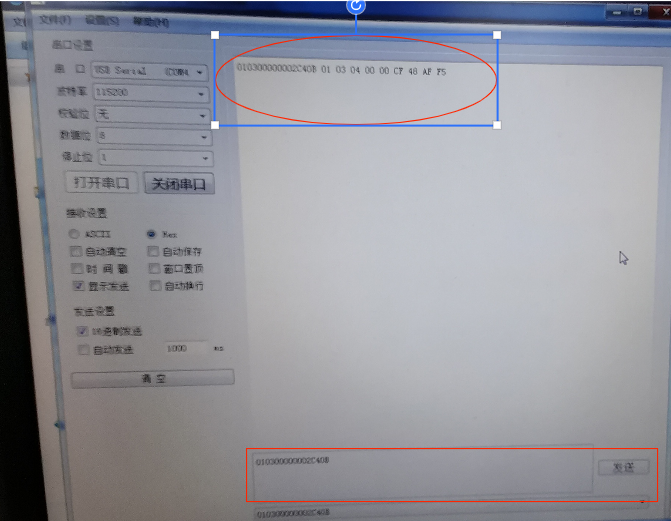 文件(F) 设置(S) 帮助(H)
串口设置
串 口 USB Serial (COM4
波特率 115200
校验位 无
数据位 8
停止位 1
打开串口 关闭串口
接收设置
ASCII Hex
自动清空 自动保存
时间戳 窗口置顶
显示发送 自动换行
发送设置
16进制发送
自动发送 1000 ms
清空
010300000002C40B 01 03 04 00 00 CF 48 AF F5
010300000002C40B
发送
010300000002C40B